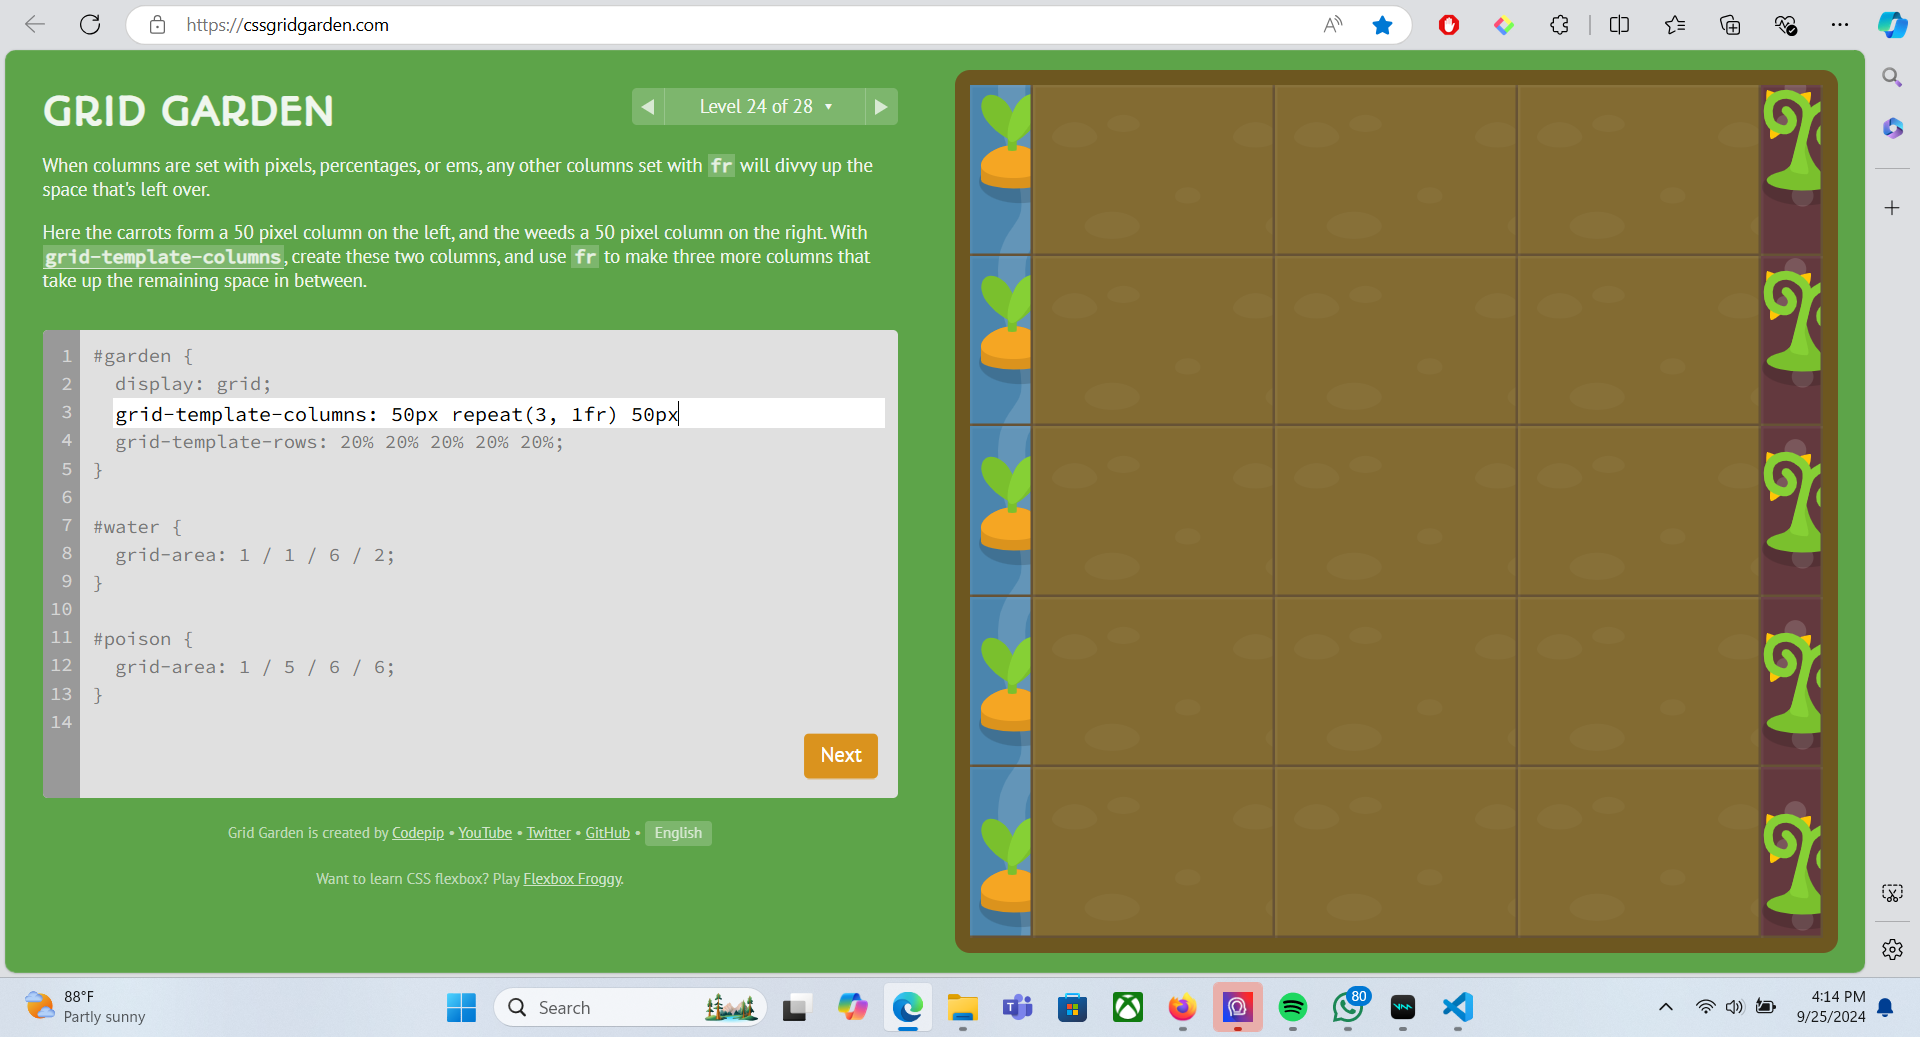 https://cssgridgarden.com
GRID GARDEN
Level 24 of 28
When columns are set with pixels, percentages, or ems, any other columns set with fr will divvy up the
space that's left over.
Here the carrots form a 50 pixel column on the left, and the weeds a 50 pixel column on the right. With
grid-template-columns, create these two columns, and use fr to make three more columns that
take up the remaining space in between.
1 #garden {
2 display: grid;
3 grid-template-columns: 50px repeat(3, 1fr) 50px
4 grid-template-rows: 20% 20% 20% 20% 20%;
5 }
6
7 #water {
8 grid-area: 1 / 1 / 6 / 2;
9 }
10
11 #poison {
12 grid-area: 1 / 5 / 6 / 6;
13 }
14
Next
Grid Garden is created by Codepip • YouTube • Twitter • GitHub • English
Want to learn CSS flexbox? Play Flexbox Froggy.
88°F
Partly sunny
Search
80
4:14 PM
9/25/2024